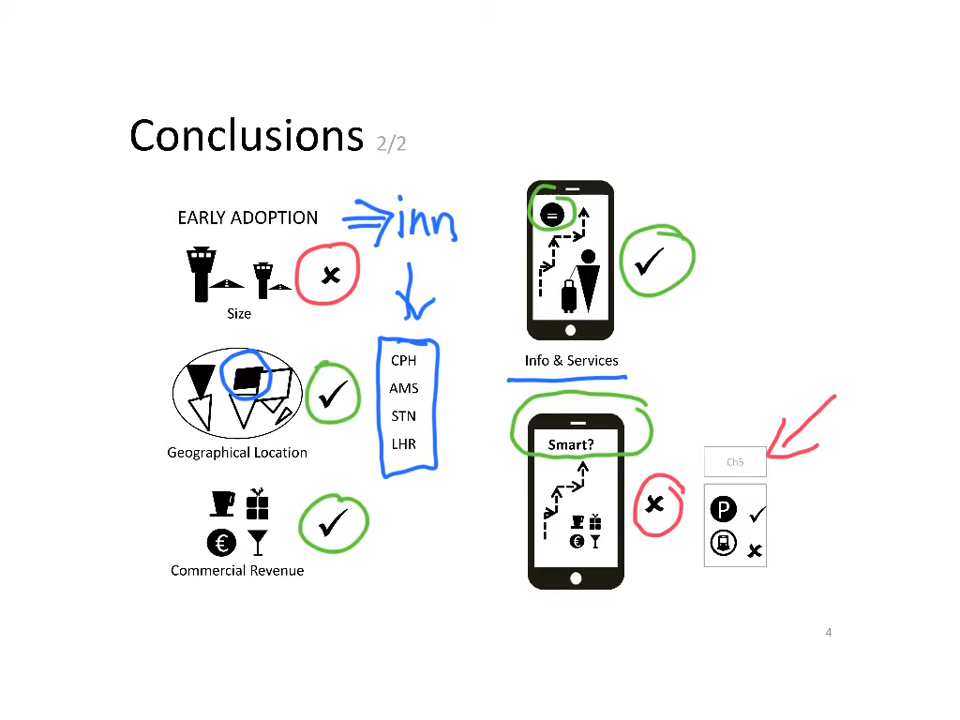 Conclusions 2/2
EARLY ADOPTION ⇒ inn
Size
CPH
AMS
STN
LHR
Geographical Location
€
Commercial Revenue
=
Info & Services
Smart?
€
Ch5
P
4